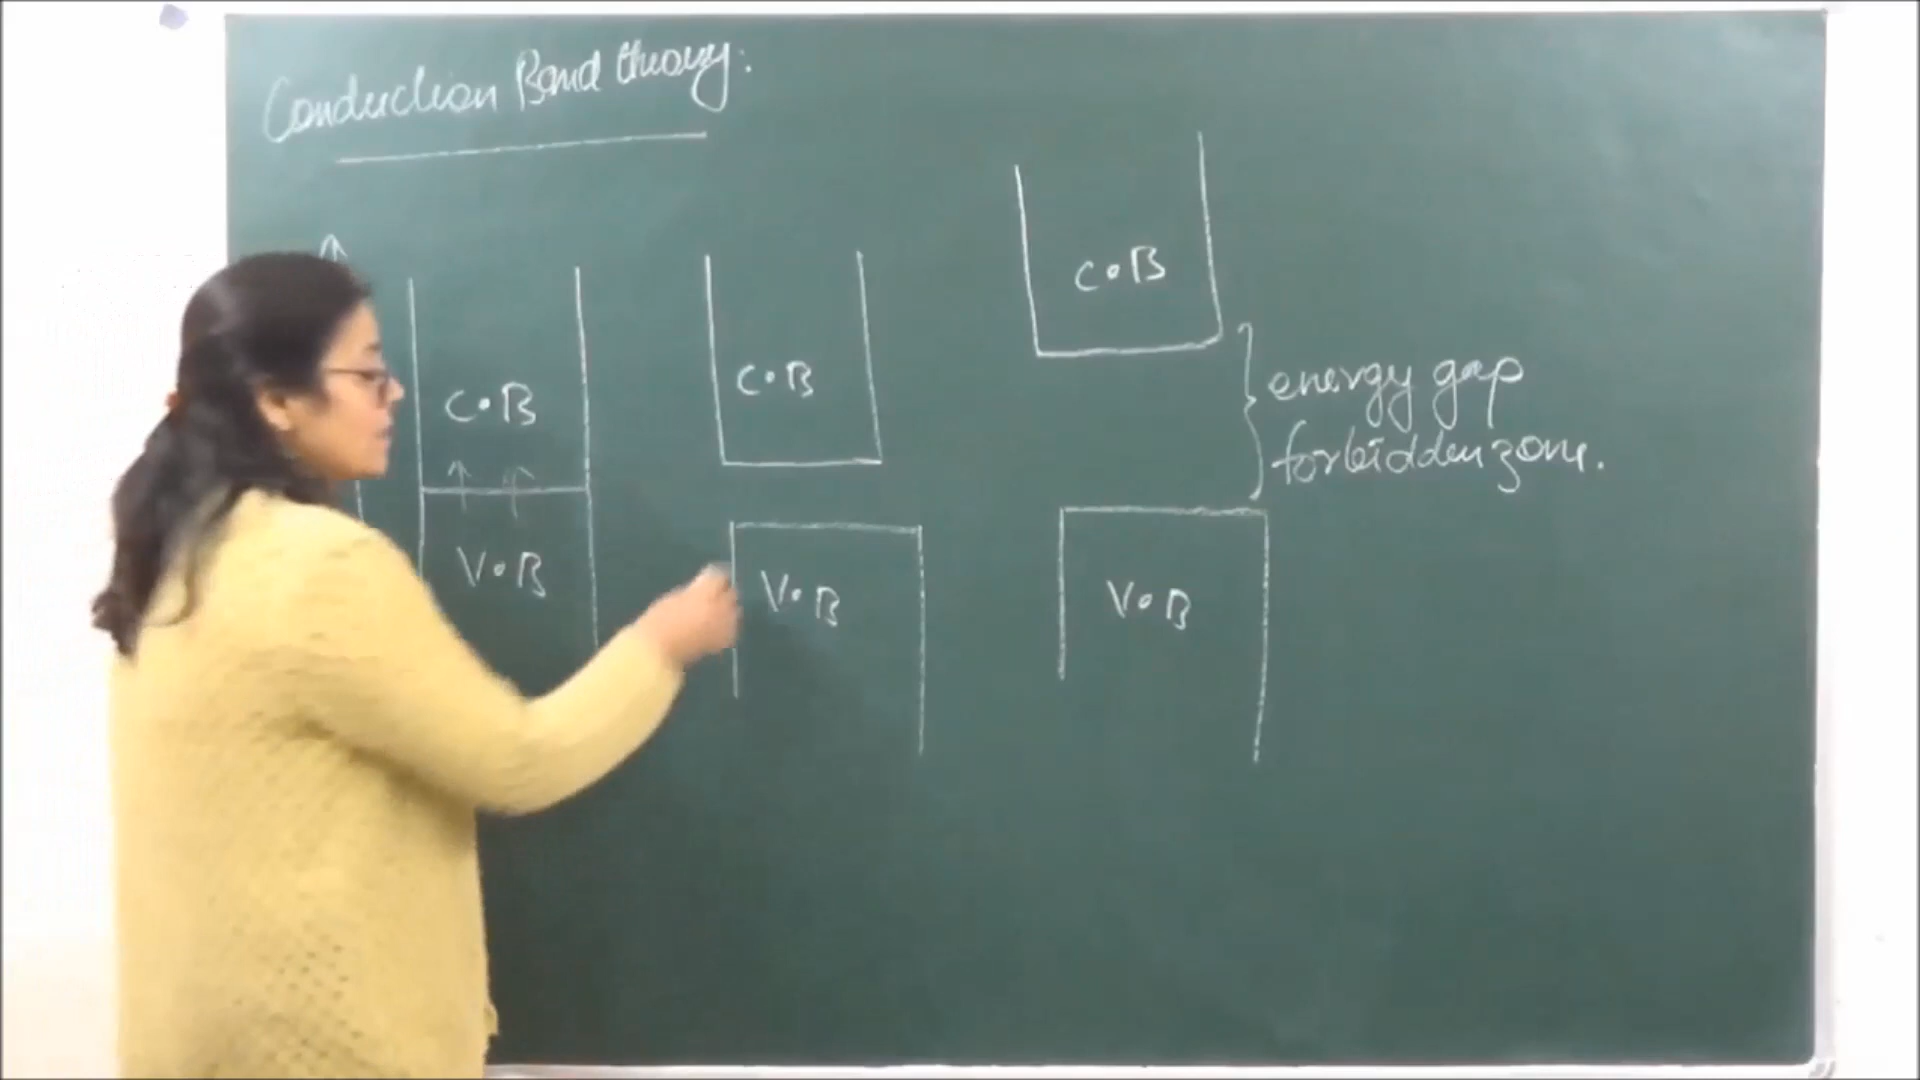 Conduction Band theory:
C.B
C.B
C.B
energy gap
forbidden zone.
V.B
V.B
V.B